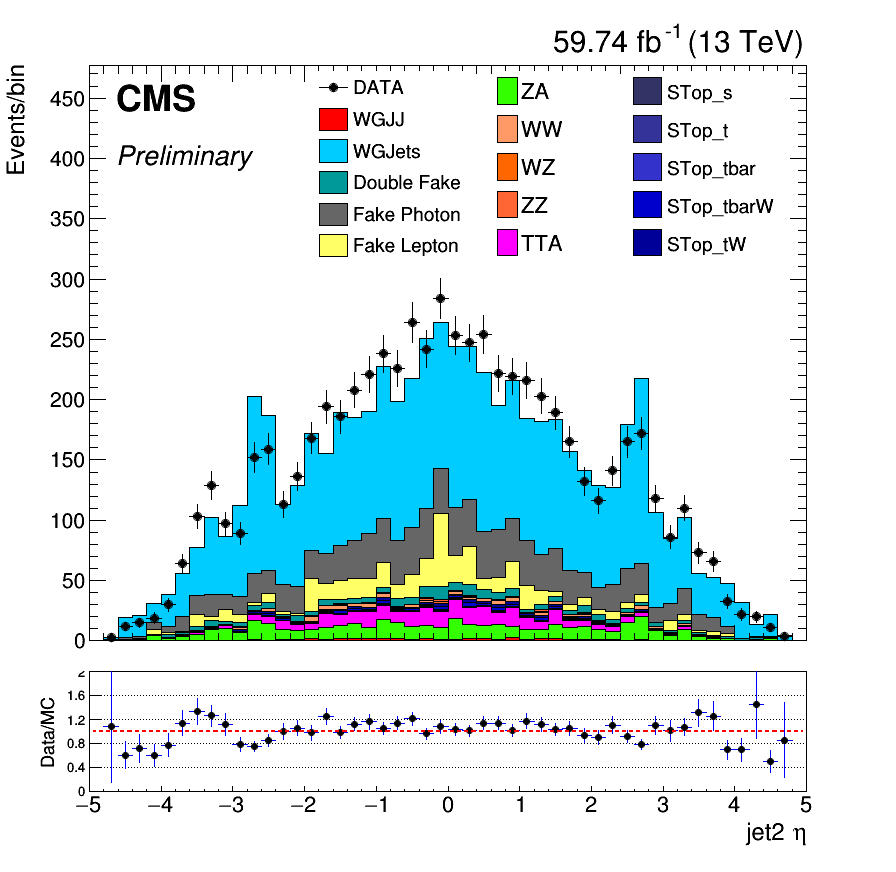 59.74 fb-1 (13 TeV)
Events/bin
CMS
Preliminary
DATA
WGJJ
WGJets
Double Fake
Fake Photon
Fake Lepton
ZA
WW
WZ
ZZ
TTA
STop_s
STop_t
STop_tbar
STop_tbarW
STop_tW
450
400
350
300
250
200
150
100
50
0
Data/MC
2
1.6
1.2
0.8
0.4
0
−5 −4 −3 −2 −1 0 1 2 3 4 5
jet2 η